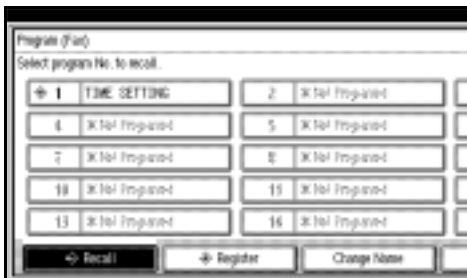 Program (Fax)
Select program No. to recall.
1 TIME SETTING 2 ※ Not Programmed
4 ※ Not Programmed 5 ※ Not Programmed
7 ※ Not Programmed 8 ※ Not Programmed
10 ※ Not Programmed 11 ※ Not Programmed
13 ※ Not Programmed 16 ※ Not Programmed
Recall Register Change Name